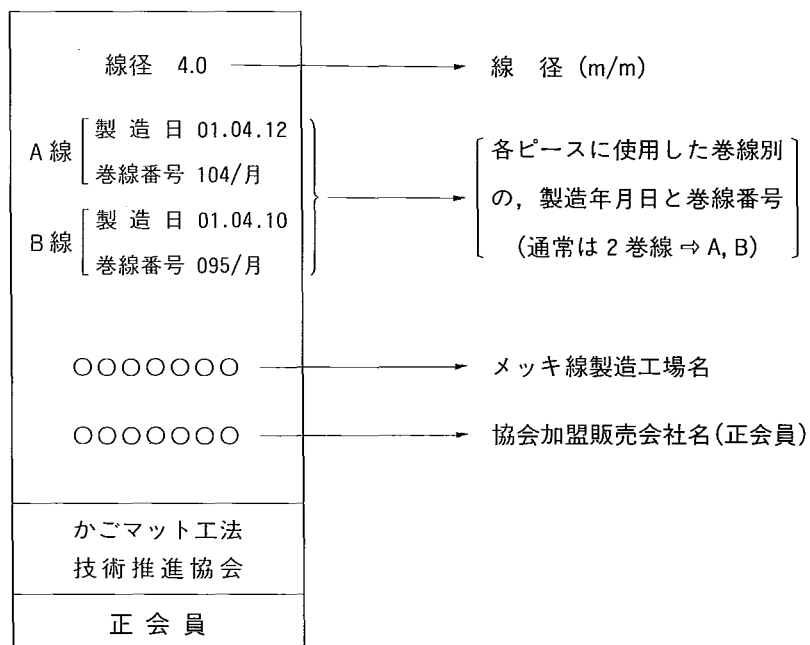 線径 4.0
線 径 (m/m)
A線
製 造 日 01.04.12
巻線番号 104/月
B線
製 造 日 01.04.10
巻線番号 095/月
各ピースに使用した巻線別
の，製造年月日と巻線番号
(通常は2巻線⇨A, B)
○○○○○○○
メッキ線製造工場名
○○○○○○○
協会加盟販売会社名(正会員)
かごマット工法
技術推進協会
正 会 員